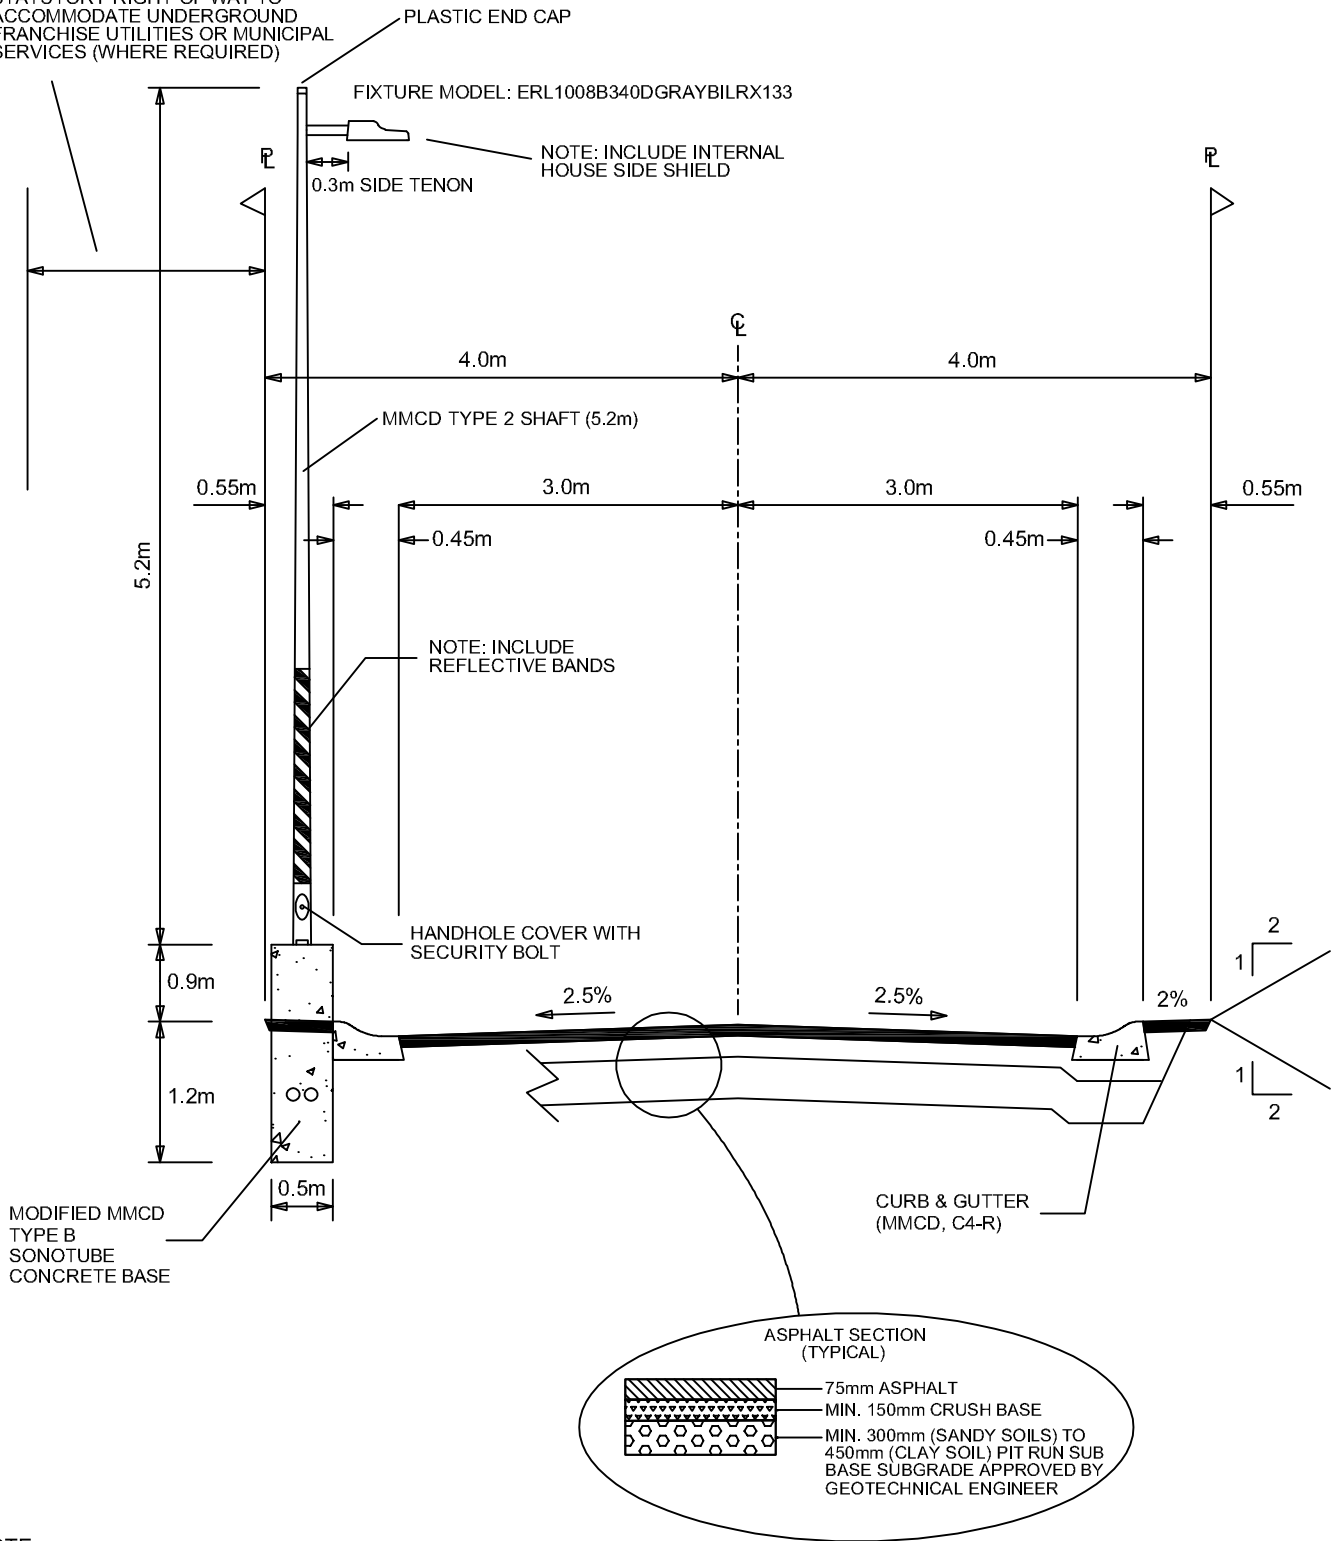 ACCOMMODATE UNDERGROUND
FRANCHISE UTILITIES OR MUNICIPAL
SERVICES (WHERE REQUIRED)
PLASTIC END CAP
FIXTURE MODEL: ERL1008B340DGRAYBILRX133
NOTE: INCLUDE INTERNAL
HOUSE SIDE SHIELD
PL
PL
0.3m SIDE TENON
CL
4.0m
4.0m
MMCD TYPE 2 SHAFT (5.2m)
0.55m
3.0m
3.0m
0.55m
0.45m
0.45m
5.2m
NOTE: INCLUDE
REFLECTIVE BANDS
HANDHOLE COVER WITH
SECURITY BOLT
2
1
0.9m
2.5%
2.5%
2%
1
2
1.2m
0.5m
MODIFIED MMCD
TYPE B
SONOTUBE
CONCRETE BASE
CURB & GUTTER
(MMCD, C4-R)
ASPHALT SECTION
(TYPICAL)
75mm ASPHALT
MIN. 150mm CRUSH BASE
MIN. 300mm (SANDY SOILS) TO
450mm (CLAY SOIL) PIT RUN SUB
BASE SUBGRADE APPROVED BY
GEOTECHNICAL ENGINEER